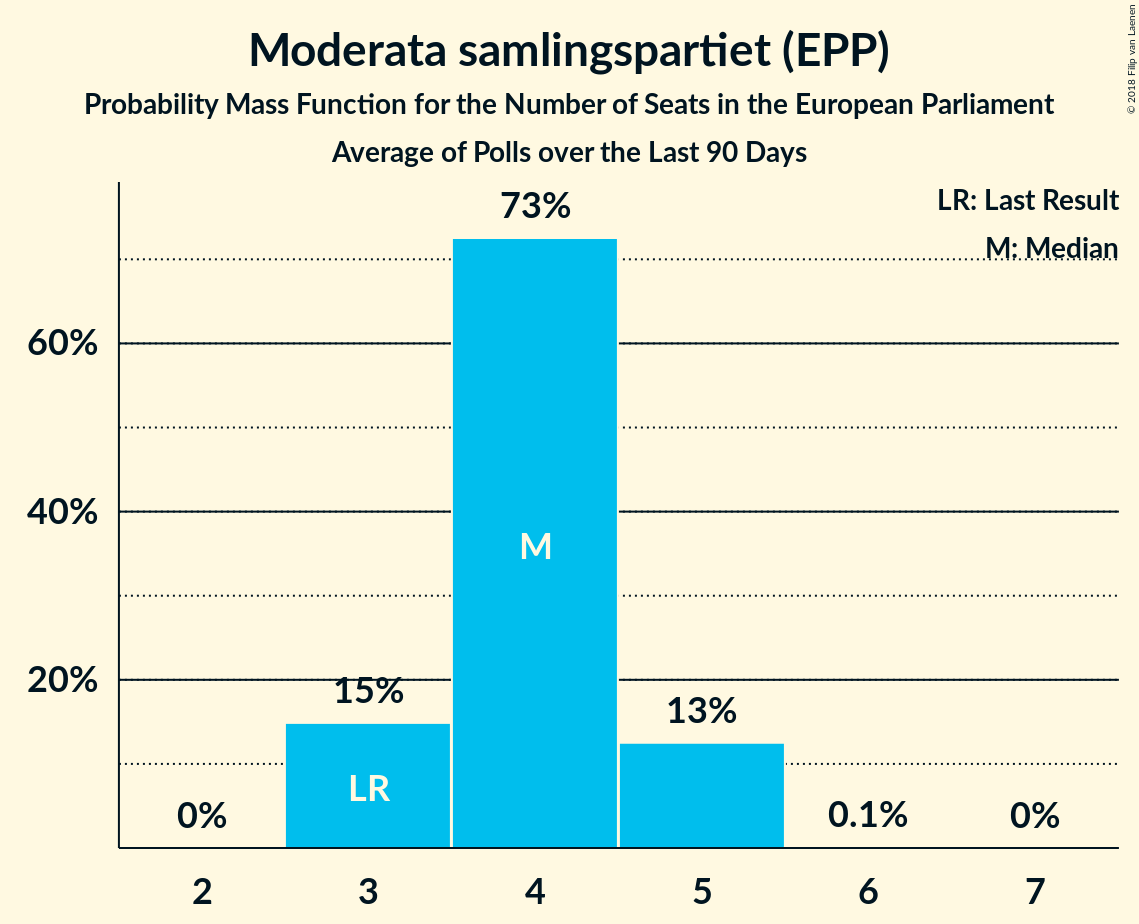 Moderata samlingspartiet (EPP)
Probability Mass Function for the Number of Seats in the European Parliament
Average of Polls over the Last 90 Days
© 2018 Filip van Laenen
LR: Last Result
M: Median
73%
60%
40%
M
20%
15%
13%
LR
0%
0.1%
0%
2 3 4 5 6 7